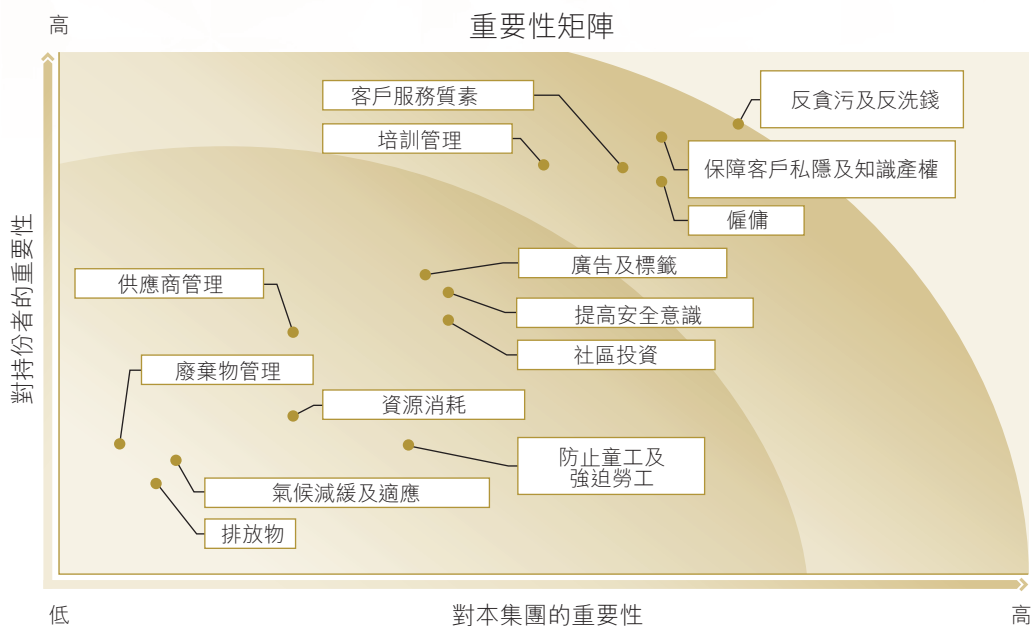 高
重要性矩陣
客戶服務質素
反貪污及反洗錢
培訓管理
保障客戶私隱及知識產權
僱傭
對持份者的重要性
廣告及標籤
供應商管理
提高安全意識
社區投資
廢棄物管理
資源消耗
防止童工及
強迫勞工
氣候減緩及適應
排放物
低
對本集團的重要性
高